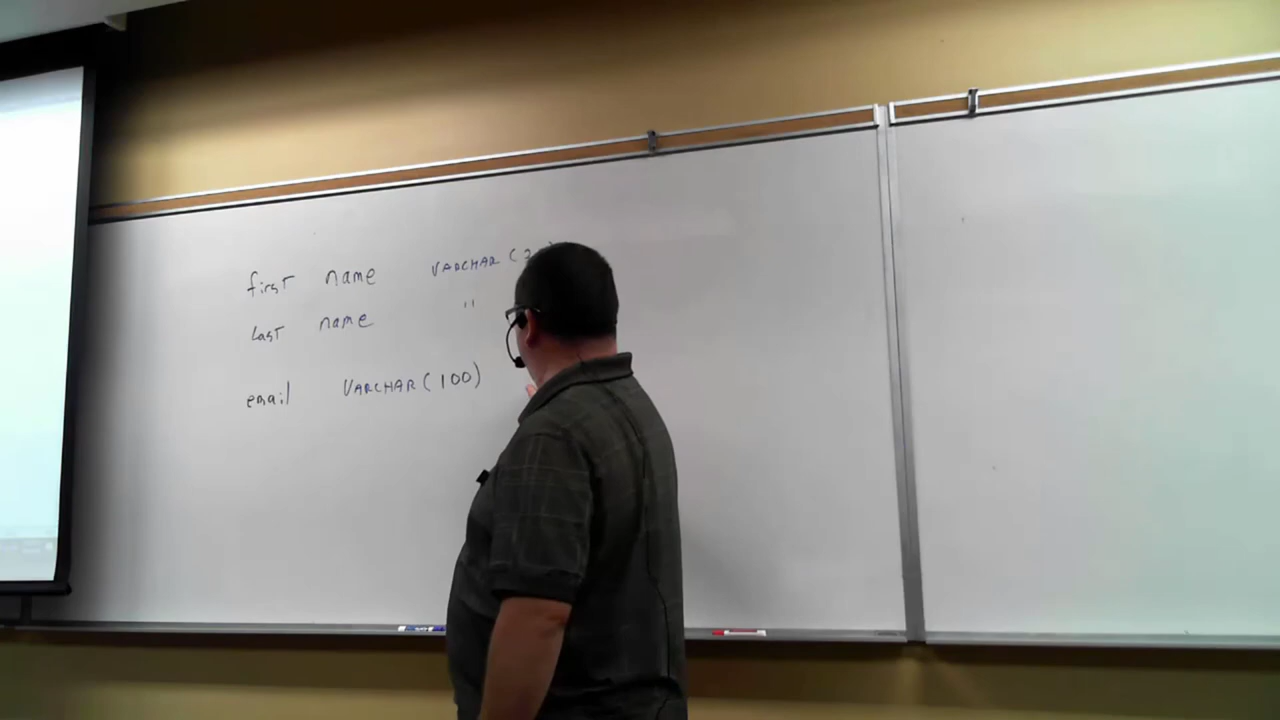 first name VARCHAR (
Last name "
email VARCHAR (100)